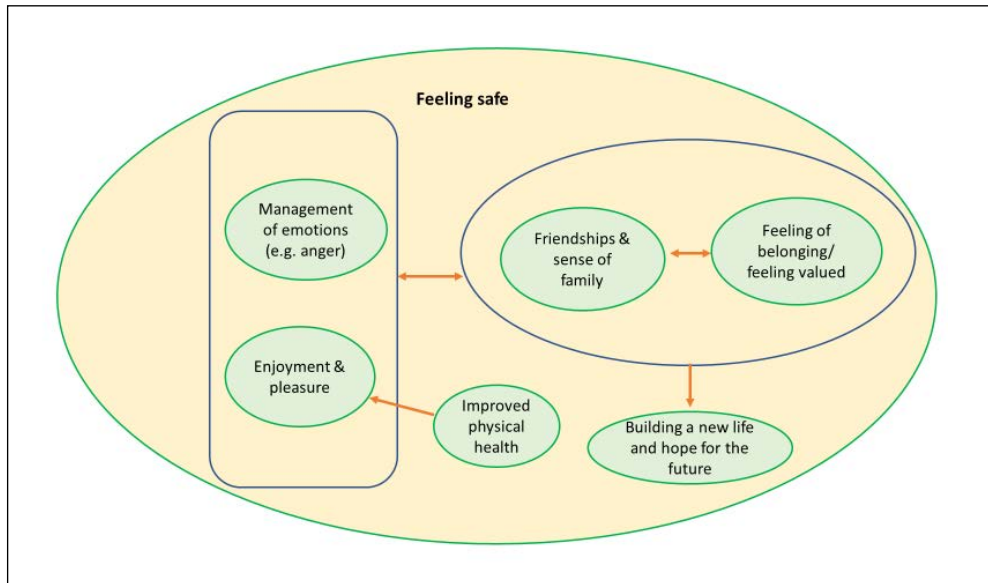 Feeling safe
Management
of emotions
(e.g. anger)
Friendships &
sense of
family
Feeling of
belonging/
feeling valued
Enjoyment &
pleasure
Improved
physical
health
Building a new life
and hope for the
future